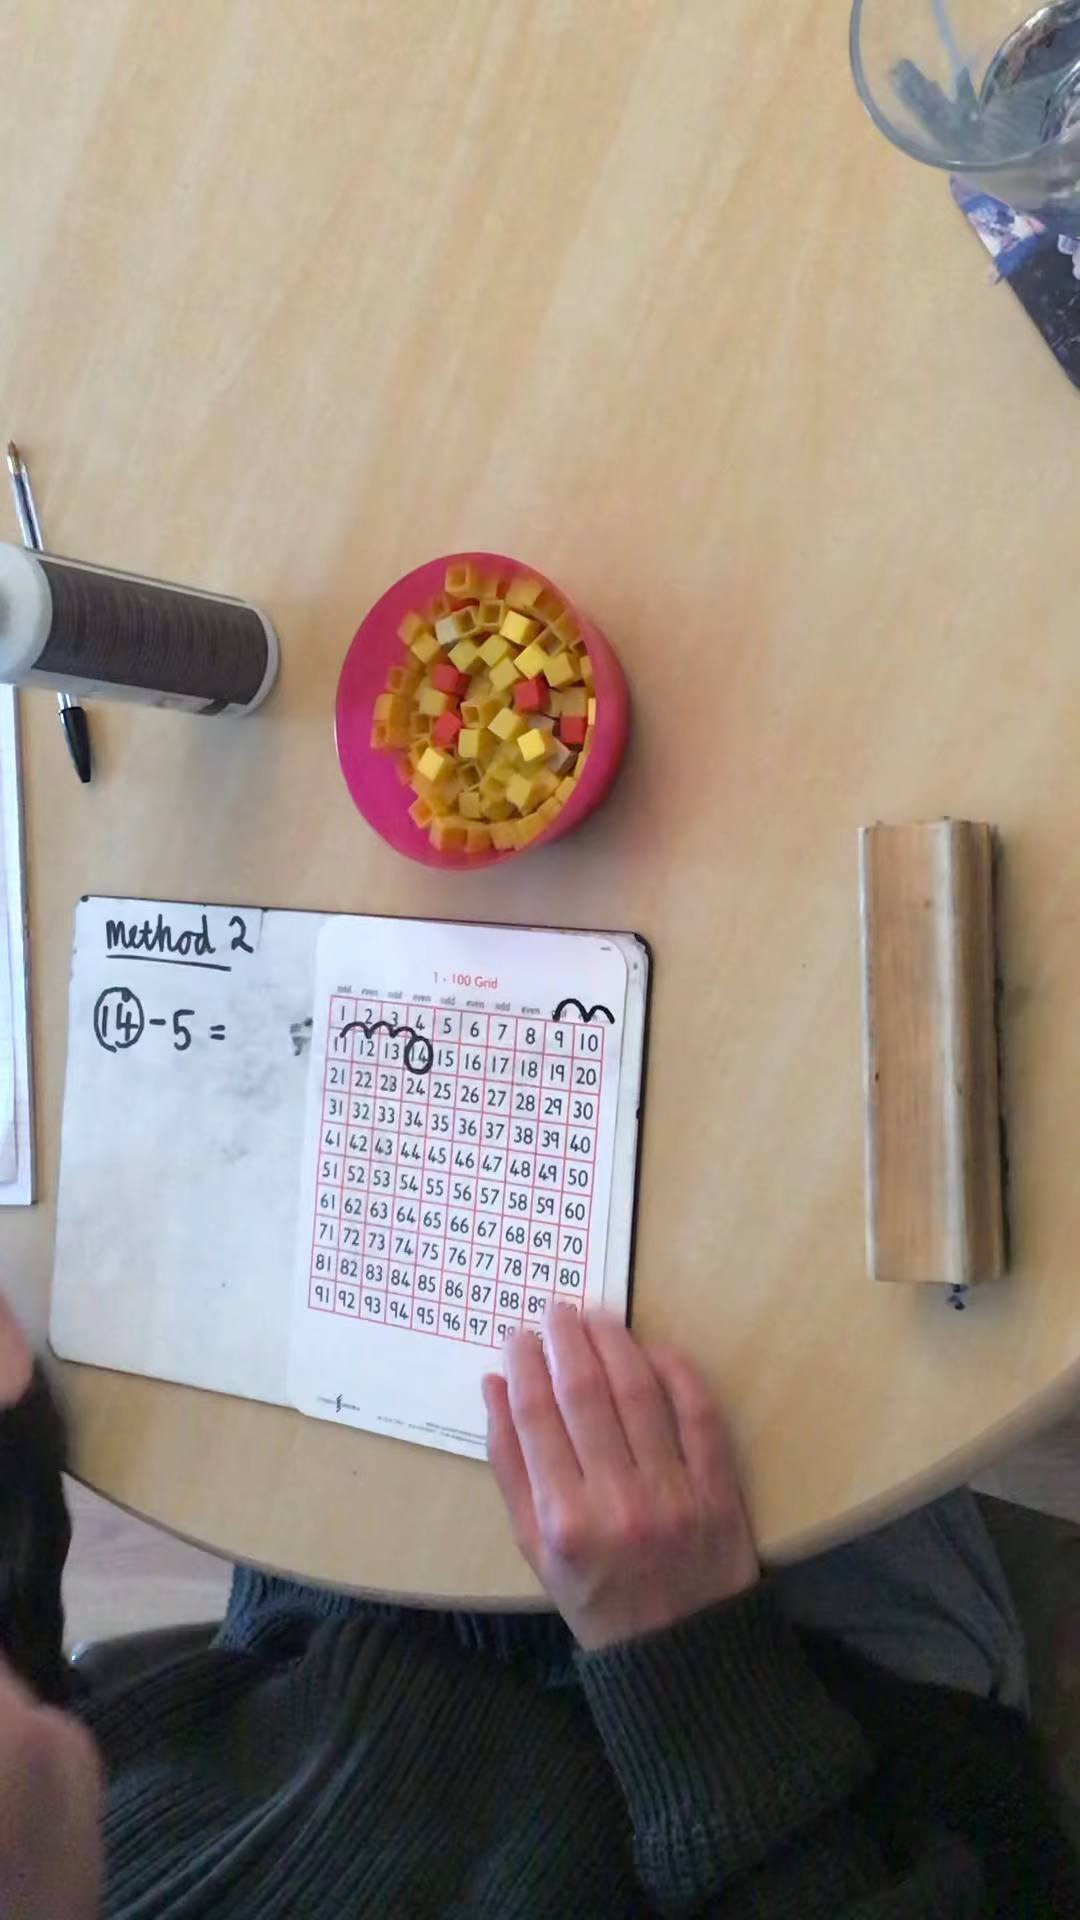 Method 2
14 - 5 =
1 - 100 Grid
odd even odd even odd even odd even
1 2 3 4 5 6 7 8 9 10
11 12 13 14 15 16 17 18 19 20
21 22 23 24 25 26 27 28 29 30
31 32 33 34 35 36 37 38 39 40
41 42 43 44 45 46 47 48 49 50
51 52 53 54 55 56 57 58 59 60
61 62 63 64 65 66 67 68 69 70
71 72 73 74 75 76 77 78 79 80
81 82 83 84 85 86 87 88 89
91 92 93 94 95 96 97